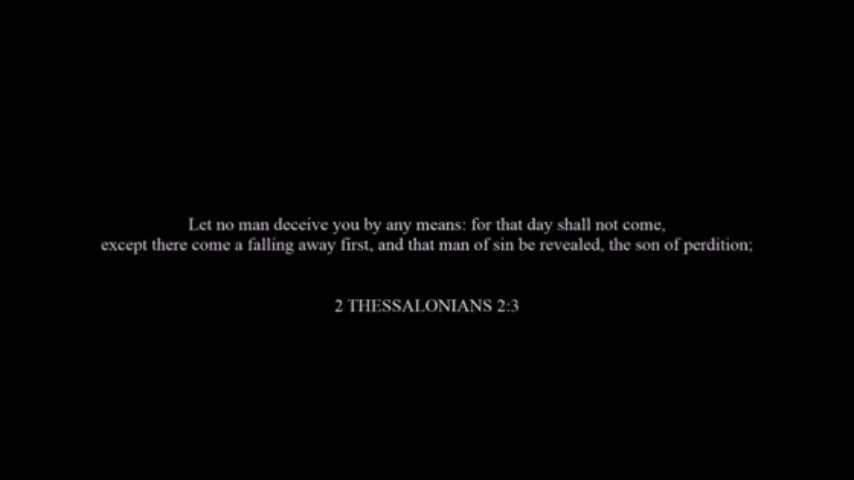 Let no man deceive you by any means: for that day shall not come,
except there come a falling away first, and that man of sin be revealed, the son of perdition;
2 THESSALONIANS 2:3